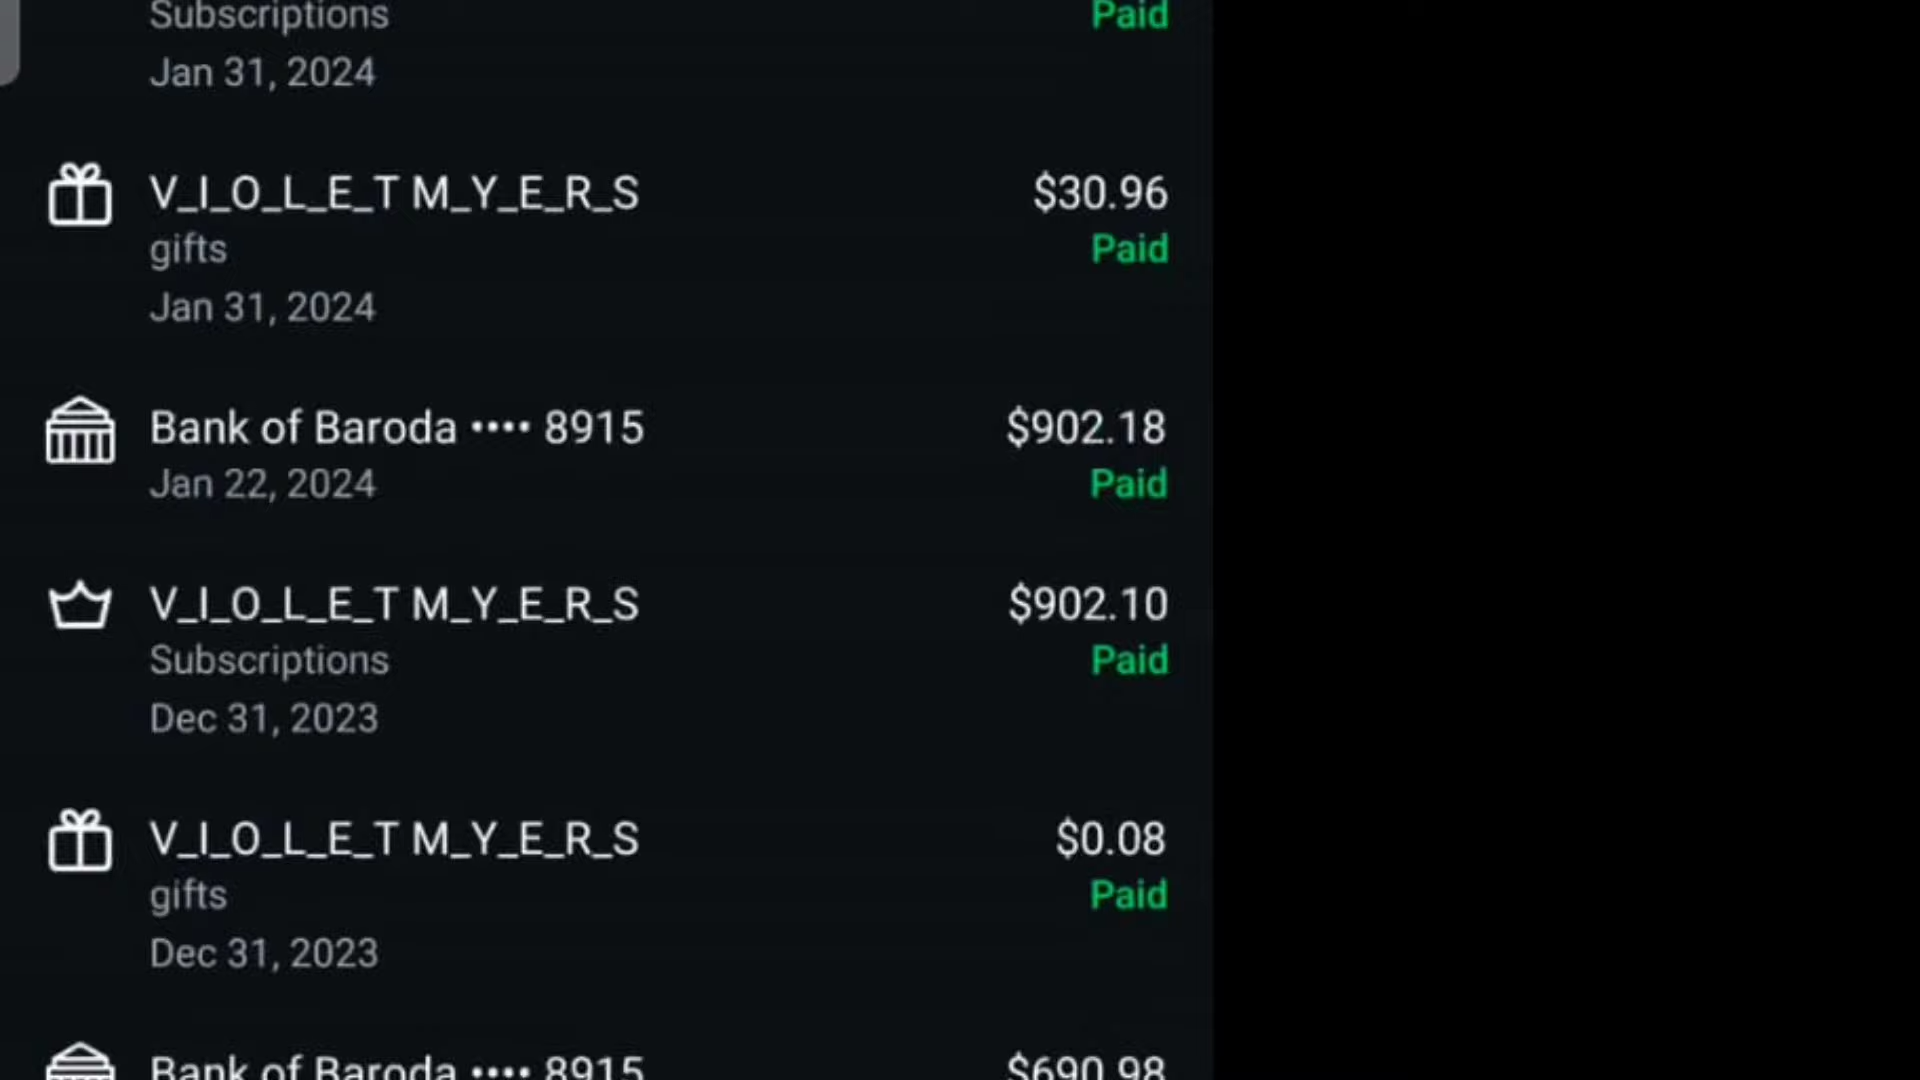 Subscriptions
Paid
Jan 31, 2024
V_I_O_L_E_T M_Y_E_R_S
$30.96
gifts
Paid
Jan 31, 2024
Bank of Baroda •••• 8915
$902.18
Jan 22, 2024
Paid
V_I_O_L_E_T M_Y_E_R_S
$902.10
Subscriptions
Paid
Dec 31, 2023
V_I_O_L_E_T M_Y_E_R_S
$0.08
gifts
Paid
Dec 31, 2023
Bank of Baroda •••• 8915
$690.98